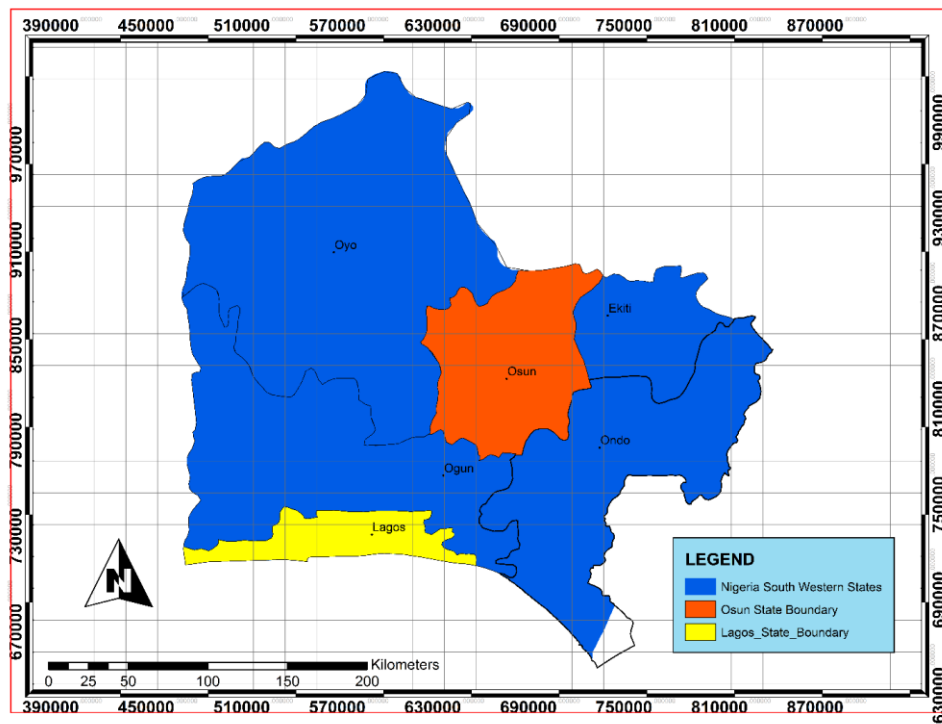 390000 450000 510000 570000 630000 690000 750000 810000 870000
970000
910000
850000
790000
730000
670000
990000
930000
870000
810000
750000
690000
630000
Oyo
Ekiti
Osun
Ondo
Ogun
Lagos
N
LEGEND
Nigeria South Western States
Osun State Boundary
Lagos_State_Boundary
Kilometers
0 25 50 100 150 200
390000 450000 510000 570000 630000 690000 750000 810000 870000